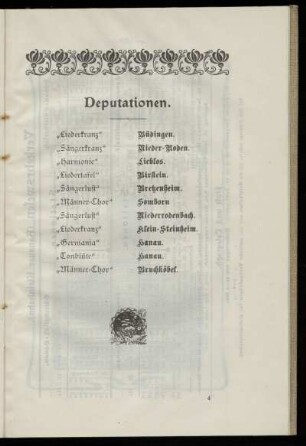 Deputationen.
„Liederkranz“ Büdingen.
„Sängerkranz“ Nieder-Roden.
„Harmonie“ Lieblos.
„Liedertafel“ Birstein.
„Sängerlust“ Bretzenheim.
„Männer-Chor“ Somborn
„Sängerlust“ Niederrodenbach.
„Liederkranz“ Klein-Steinheim.
„Germania“ Hanau.
„Tonblüte“ Hanau.
„Männer-Chor“ Bruchköbel.